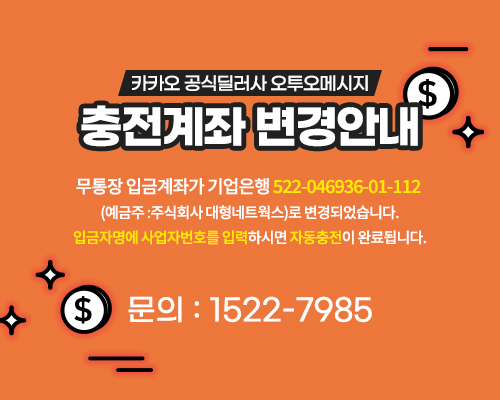 카카오 공식딜러사 오투오메시지
충전계좌 변경안내
무통장 입금계좌가 기업은행 522-046936-01-112
(예금주 :주식회사 대형네트웍스)로 변경되었습니다.
입금자명에 사업자번호를 입력하시면 자동충전이 완료됩니다.
문의 : 1522-7985